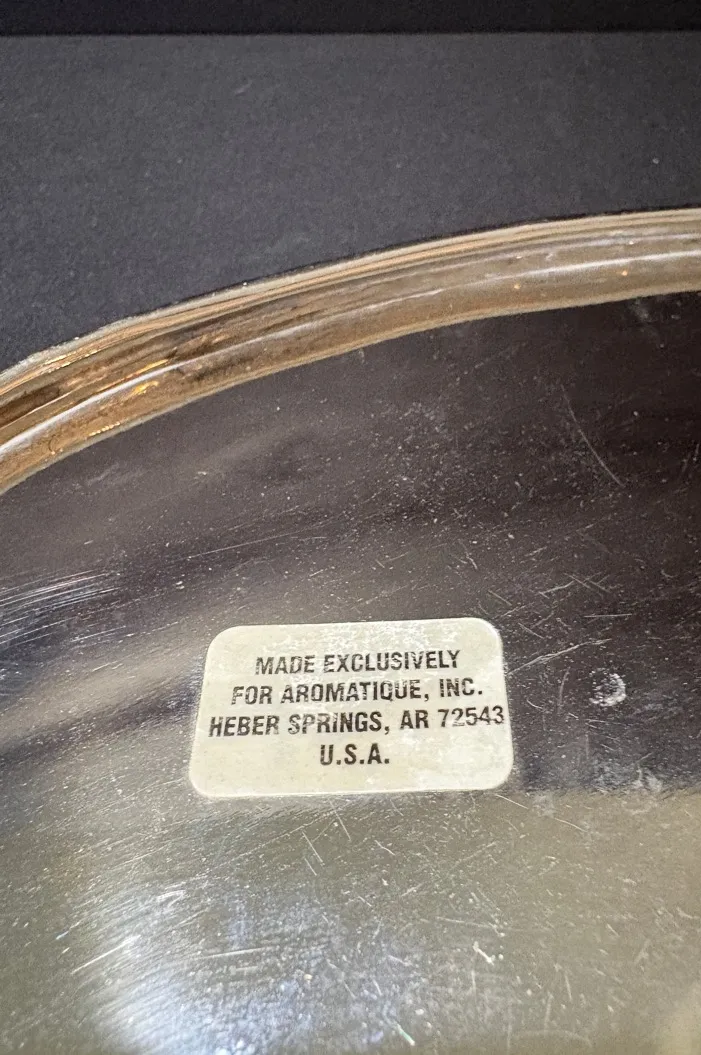 MADE EXCLUSIVELY
FOR AROMATIQUE, INC.
HEBER SPRINGS, AR 72543
U.S.A.